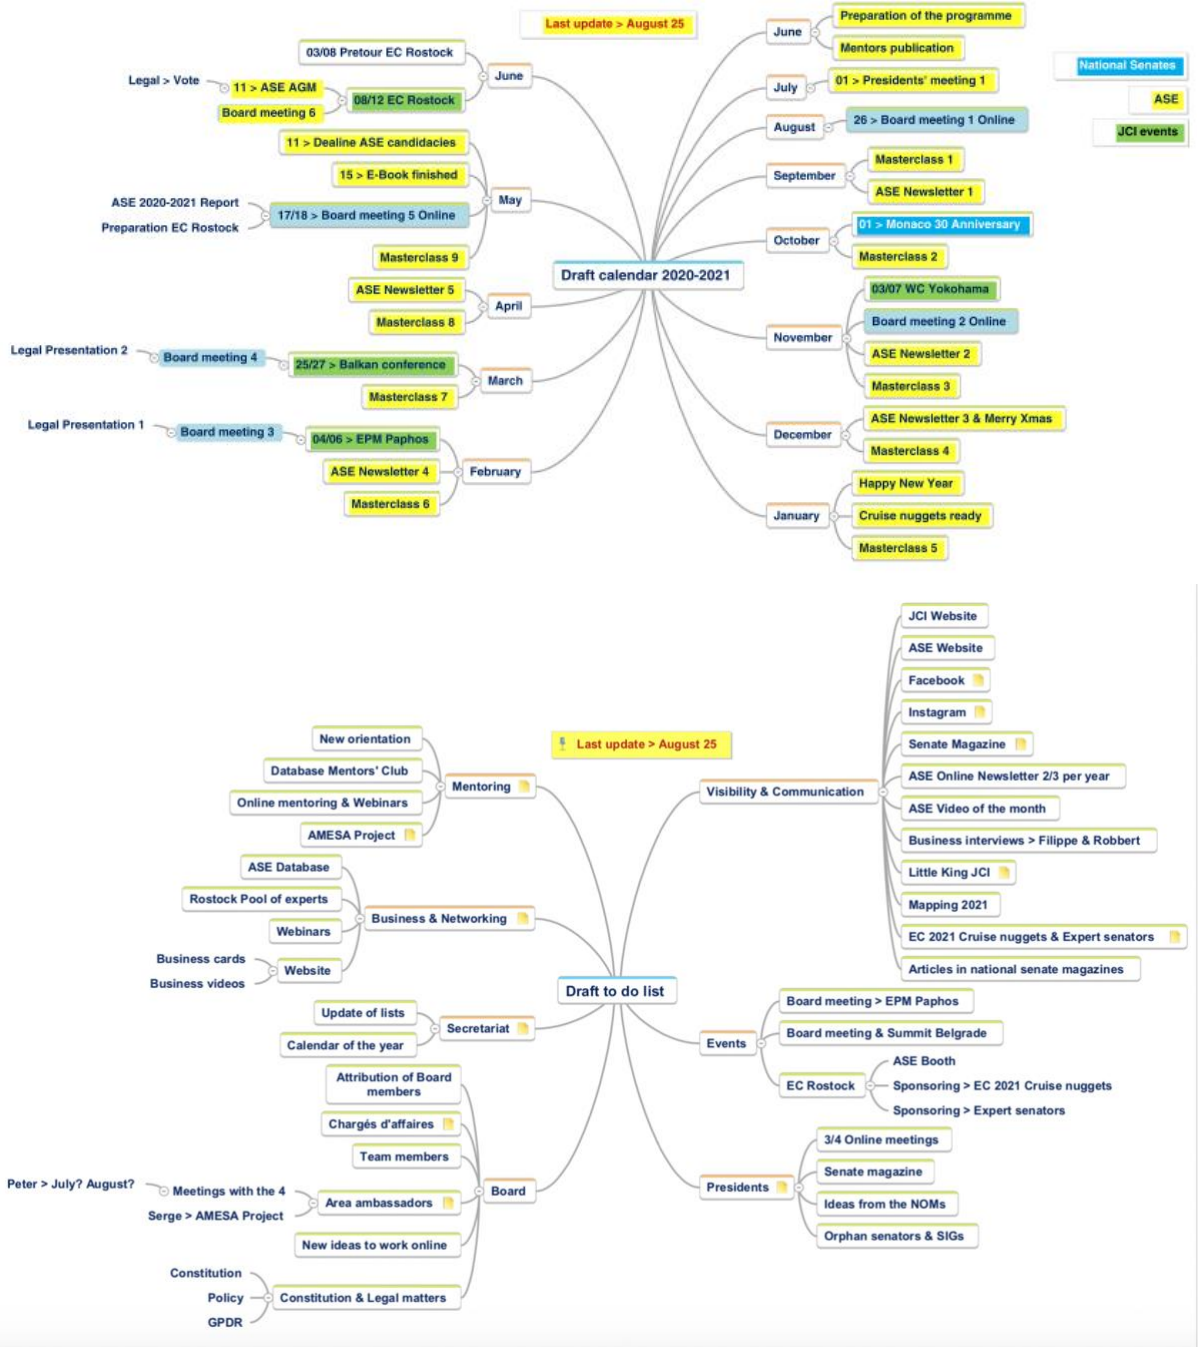 Last update > August 25
Draft calendar 2020-2021
June
Preparation of the programme
Mentors publication
July
01 > Presidents' meeting 1
August
26 > Board meeting 1 Online
September
Masterclass 1
ASE Newsletter 1
October
01 > Monaco 30 Anniversary
Masterclass 2
November
03/07 WC Yokohama
Board meeting 2 Online
ASE Newsletter 2
Masterclass 3
December
ASE Newsletter 3 & Merry Xmas
Masterclass 4
January
Happy New Year
Cruise nuggets ready
Masterclass 5
National Senates
ASE
JCI events
June
03/08 Pretour EC Rostock
08/12 EC Rostock
11 > ASE AGM
Legal > Vote
Board meeting 6
May
11 > Dealine ASE candidacies
15 > E-Book finished
17/18 > Board meeting 5 Online
ASE 2020-2021 Report
Preparation EC Rostock
Masterclass 9
April
ASE Newsletter 5
Masterclass 8
March
25/27 > Balkan conference
Board meeting 4
Legal Presentation 2
Masterclass 7
February
04/06 > EPM Paphos
Board meeting 3
Legal Presentation 1
ASE Newsletter 4
Masterclass 6
Last update > August 25
Draft to do list
Visibility & Communication
JCI Website
ASE Website
Facebook
Instagram
Senate Magazine
ASE Online Newsletter 2/3 per year
ASE Video of the month
Business interviews > Filippe & Robbert
Little King JCI
Mapping 2021
EC 2021 Cruise nuggets & Expert senators
Articles in national senate magazines
Events
Board meeting > EPM Paphos
Board meeting & Summit Belgrade
EC Rostock
ASE Booth
Sponsoring > EC 2021 Cruise nuggets
Sponsoring > Expert senators
Presidents
3/4 Online meetings
Senate magazine
Ideas from the NOMs
Orphan senators & SIGs
Mentoring
New orientation
Database Mentors' Club
Online mentoring & Webinars
AMESA Project
Business & Networking
ASE Database
Rostock Pool of experts
Webinars
Website
Business cards
Business videos
Secretariat
Update of lists
Calendar of the year
Board
Attribution of Board
members
Chargés d'affaires
Team members
Area ambassadors
Meetings with the 4
Peter > July? August?
Serge > AMESA Project
New ideas to work online
Constitution & Legal matters
Constitution
Policy
GPDR